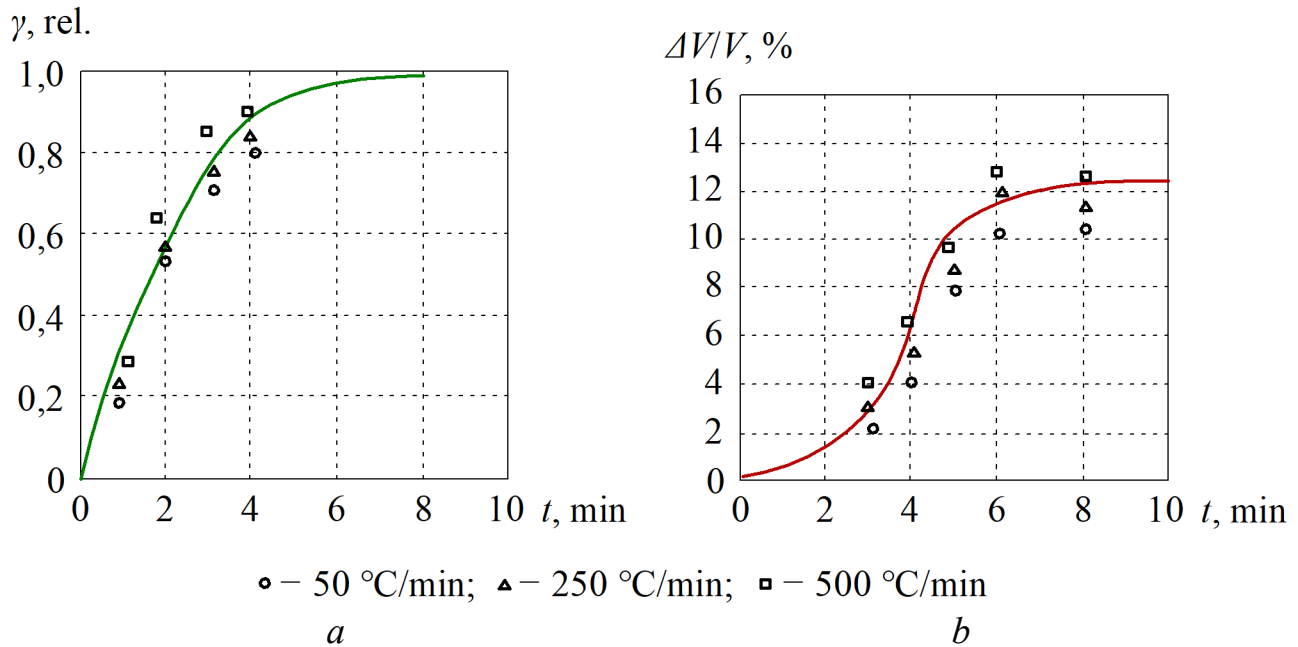 γ, rel.
1,0
0,8
0,6
0,4
0,2
0
0 2 4 6 8 10 t, min
ΔV/V, %
16
14
12
10
8
6
4
2
0
0 2 4 6 8 10 t, min
– 50 °C/min; – 250 °C/min; – 500 °C/min
a b